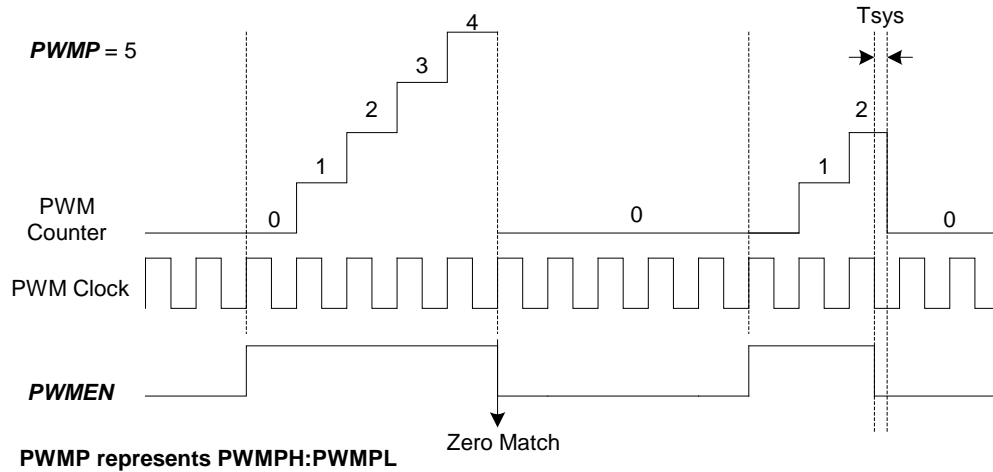 Tsys
PWMP = 5
4
3
2
2
1
1
0
0
0
PWM
Counter
PWM Clock
PWMEN
Zero Match
PWMP represents PWMPH:PWMPL